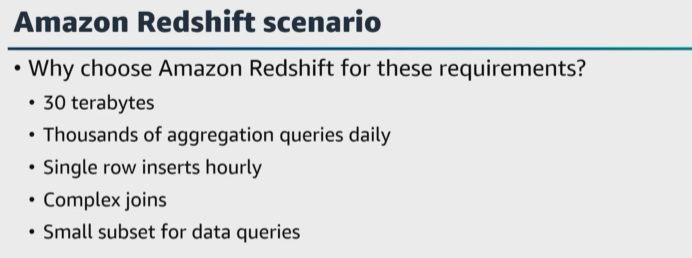 Amazon Redshift scenario
• Why choose Amazon Redshift for these requirements?
• 30 terabytes
• Thousands of aggregation queries daily
• Single row inserts hourly
• Complex joins
• Small subset for data queries